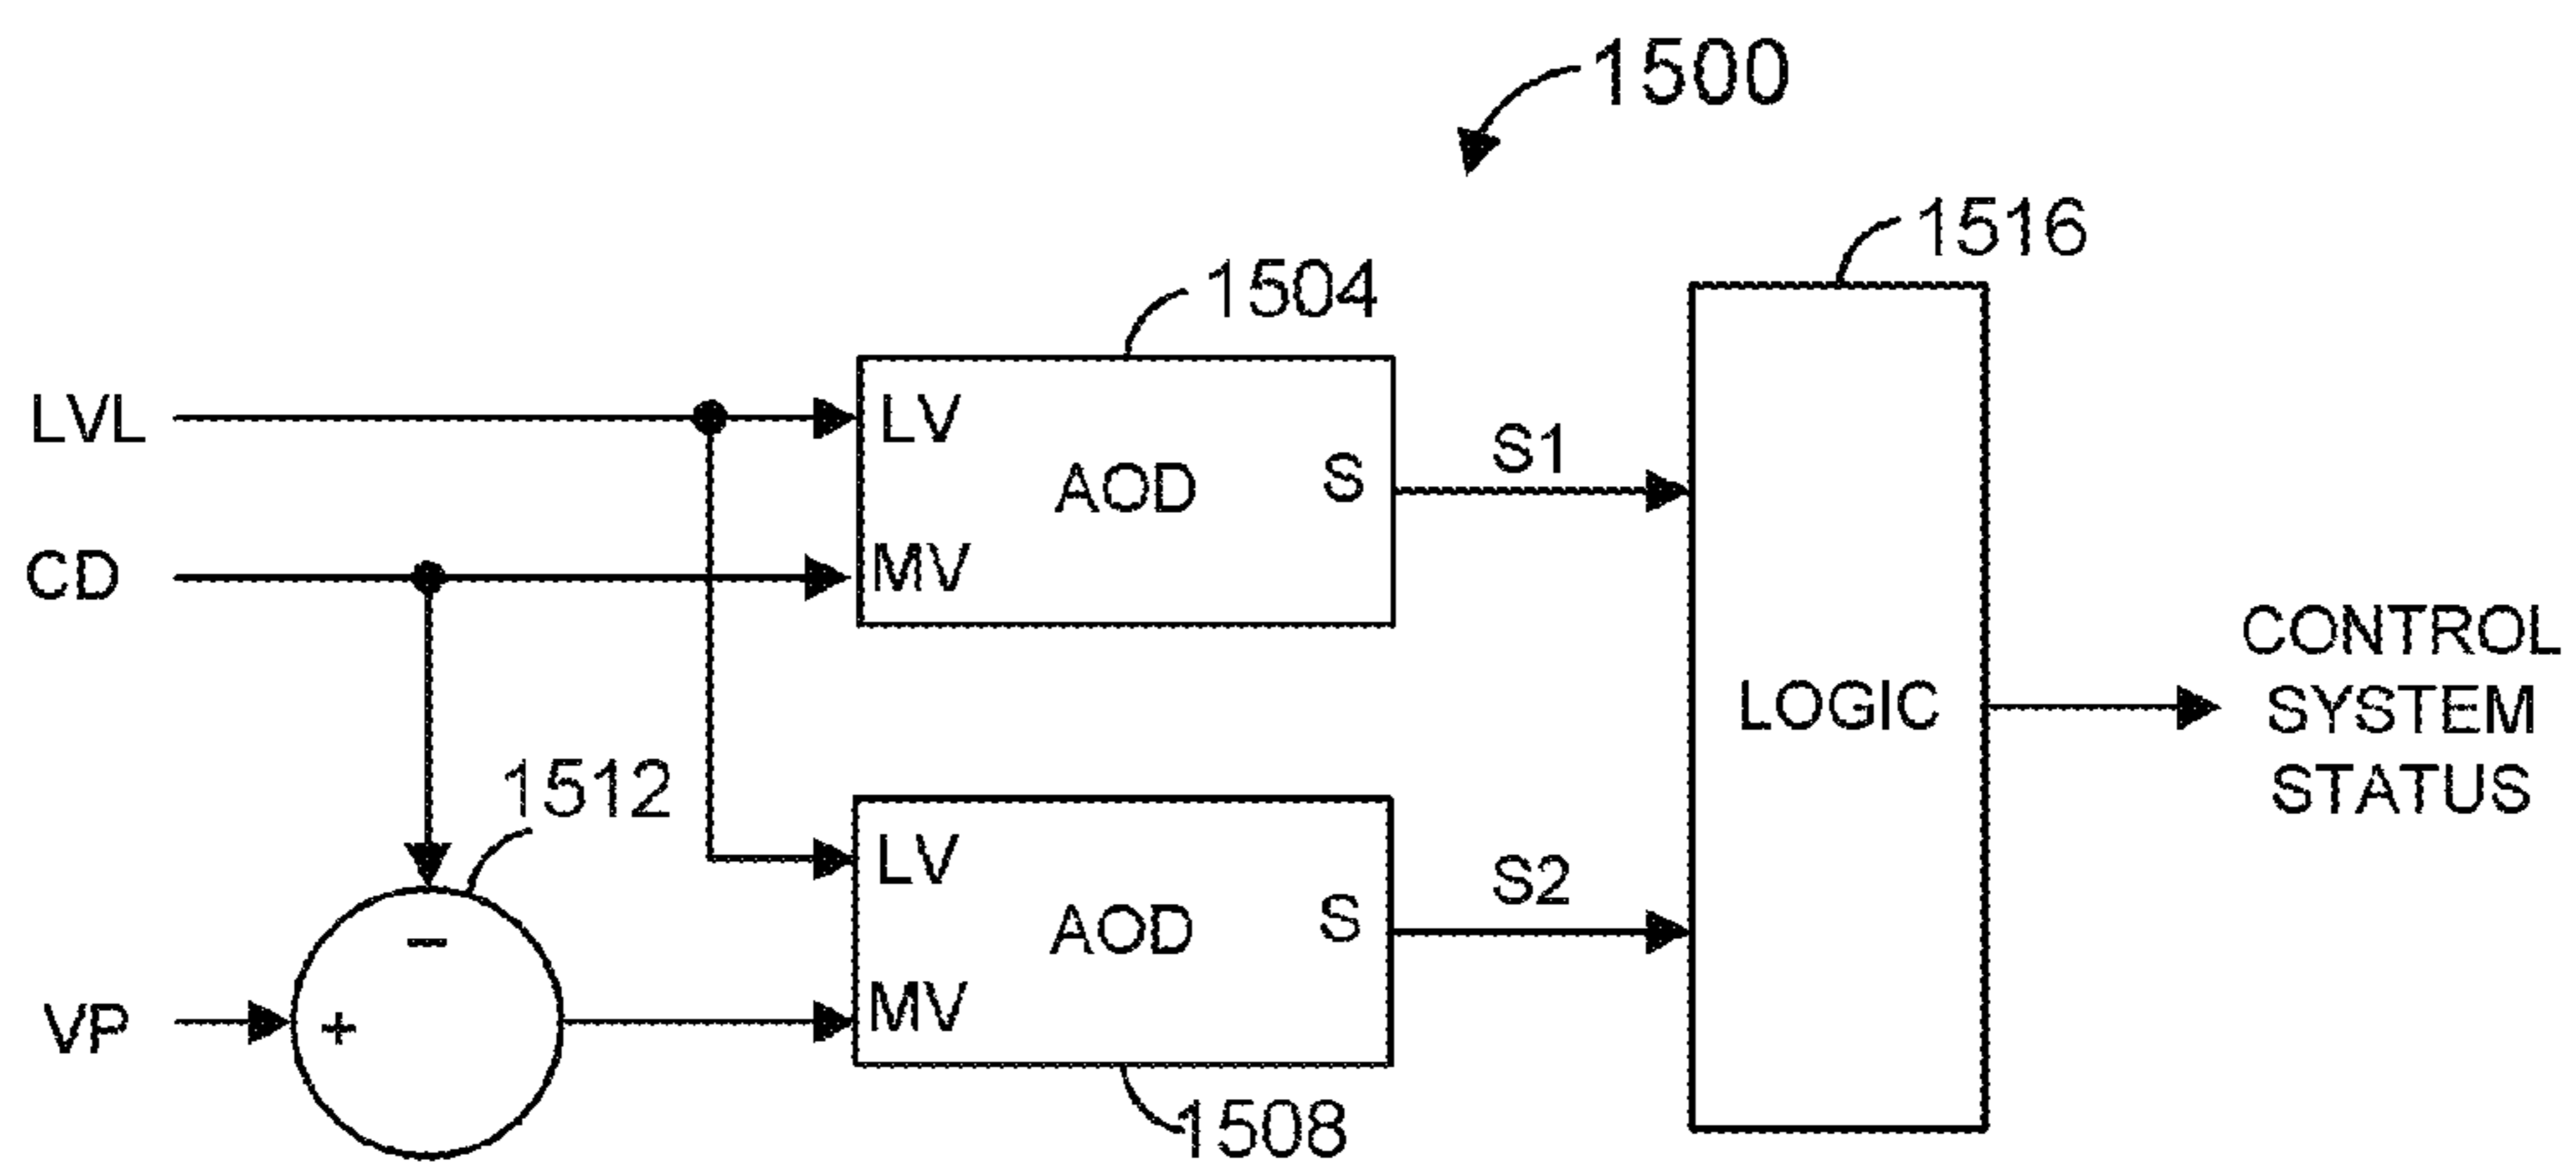 1500
1516
1504
LVL
LV
AOD
S
S1
CD
MV
CONTROL
SYSTEM
STATUS
LOGIC
1512
LV
AOD
S
S2
−
VP
+
MV
1508